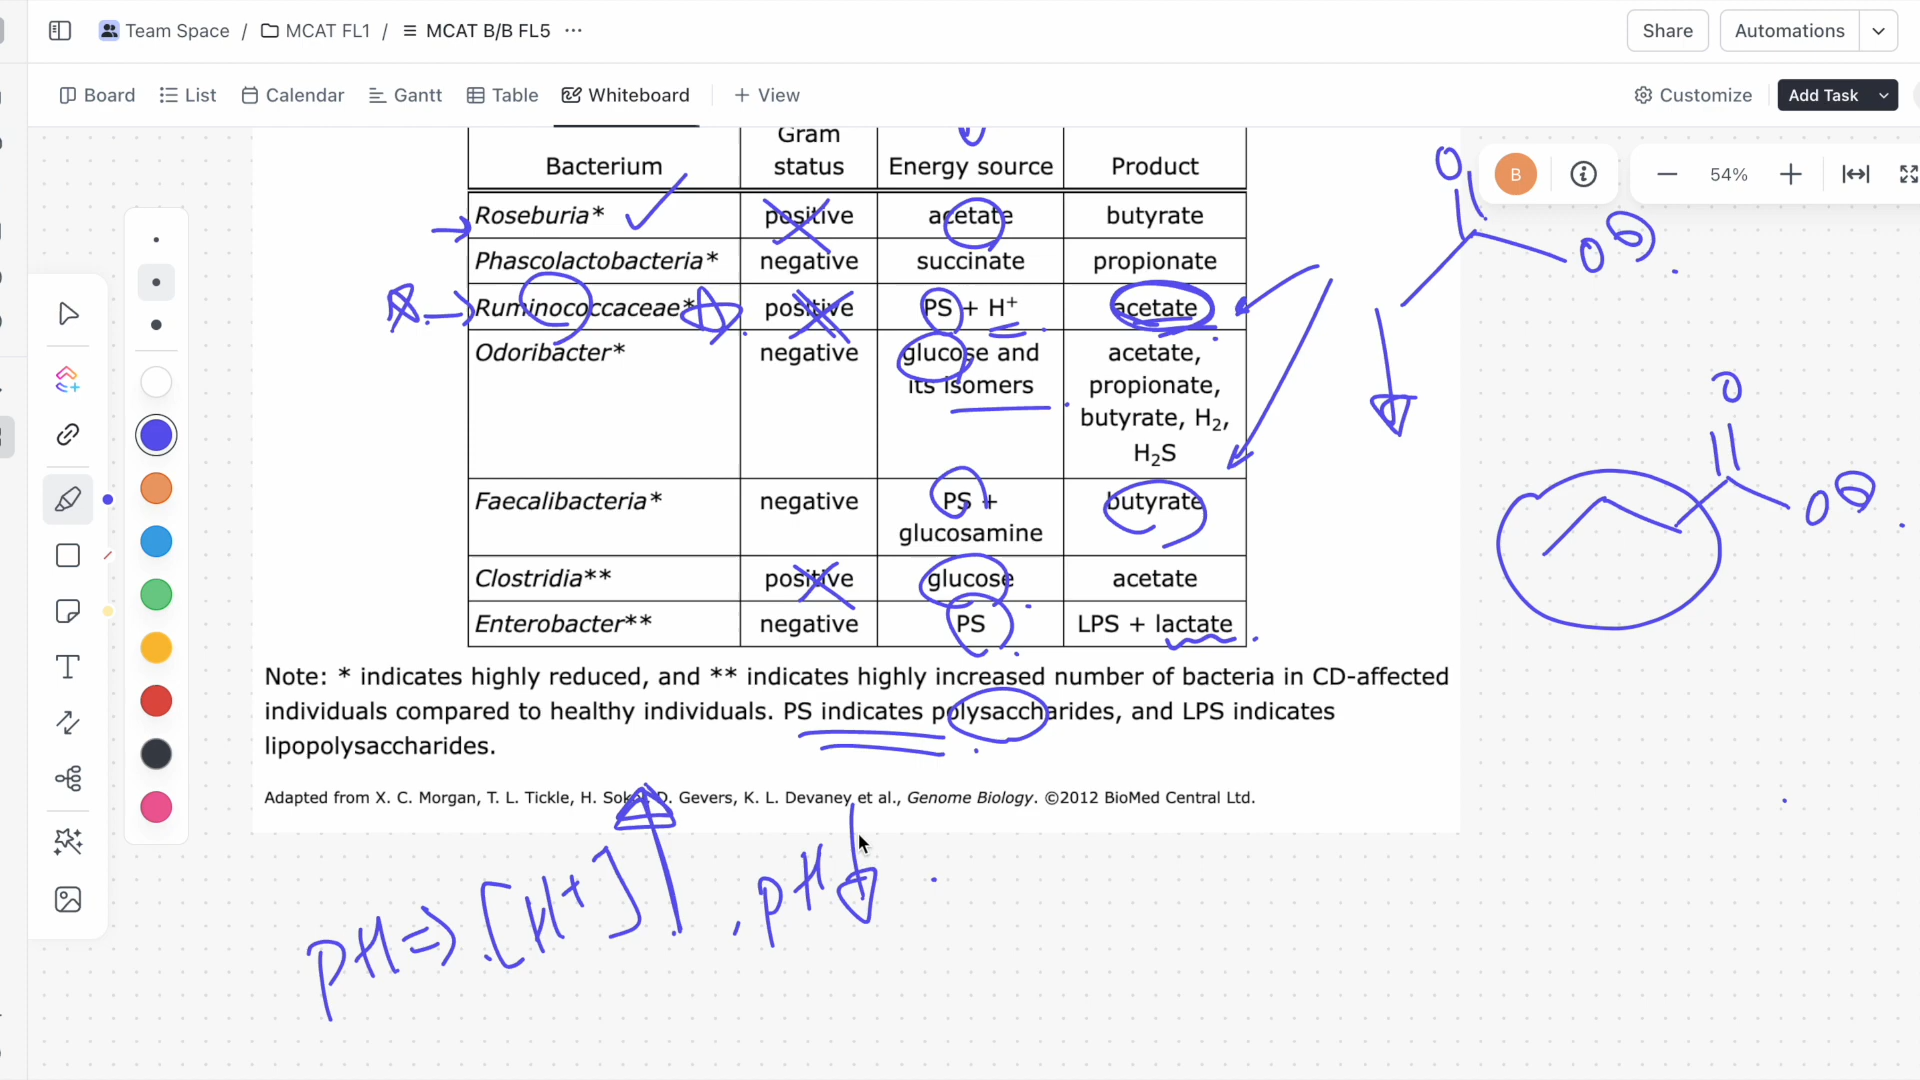 Team Space / MCAT FL1 / MCAT B/B FL5 ...
Share
Automations
Board
List
Calendar
Gantt
Table
Whiteboard
+ View
Customize
Add Task
B
54%
Bacterium
Gram status
Energy source
Product
Roseburia* positive acetate butyrate
Phascolactobacteria* negative succinate propionate
Ruminococcaceae* positive PS + H⁺ acetate
Odoribacter* negative glucose and its isomers acetate, propionate, butyrate, H₂, H₂S
Faecalibacteria* negative PS + glucosamine butyrate
Clostridia** positive glucose acetate
Enterobacter** negative PS LPS + lactate
Note: * indicates highly reduced, and ** indicates highly increased number of bacteria in CD-affected
individuals compared to healthy individuals. PS indicates polysaccharides, and LPS indicates
lipopolysaccharides.
Adapted from X. C. Morgan, T. L. Tickle, H. Sokol, D. Gevers, K. L. Devaney et al., Genome Biology. ©2012 BioMed Central Ltd.
pH => [H+] ↑, pH ↓
O
O⊖
O
O⊖
T